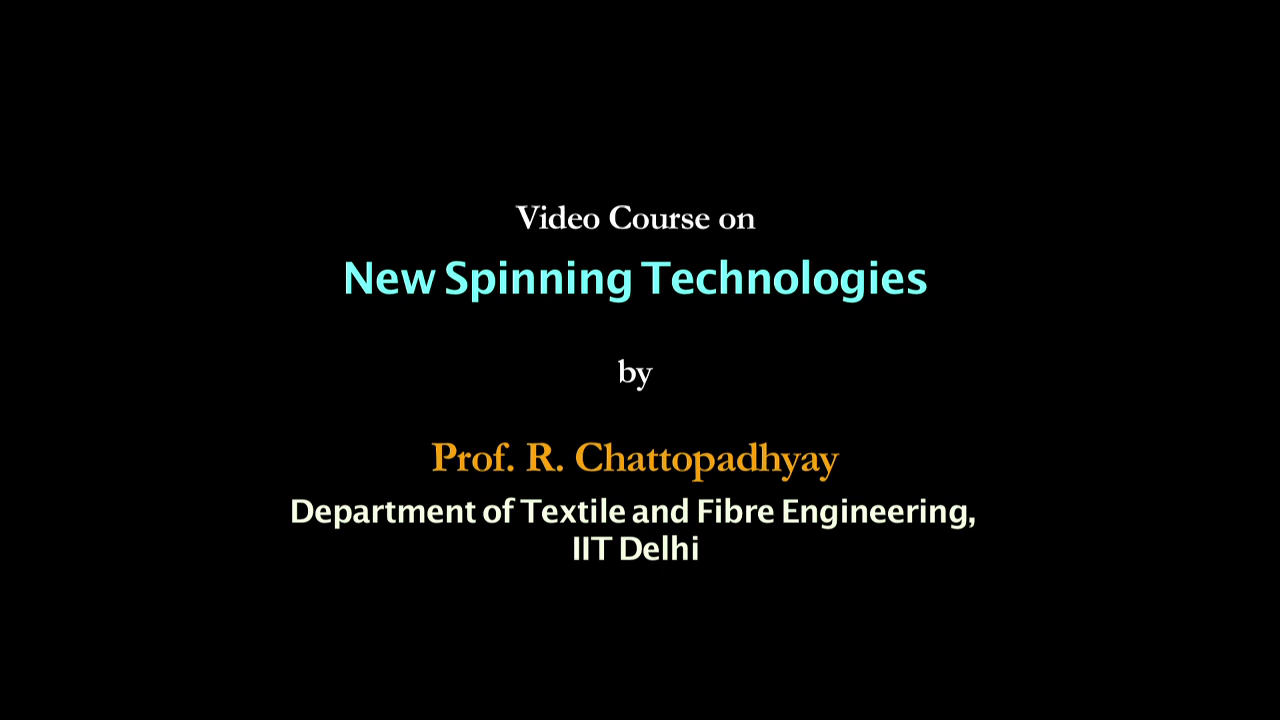 Video Course on
New Spinning Technologies
by
Prof. R. Chattopadhyay
Department of Textile and Fibre Engineering,
IIT Delhi